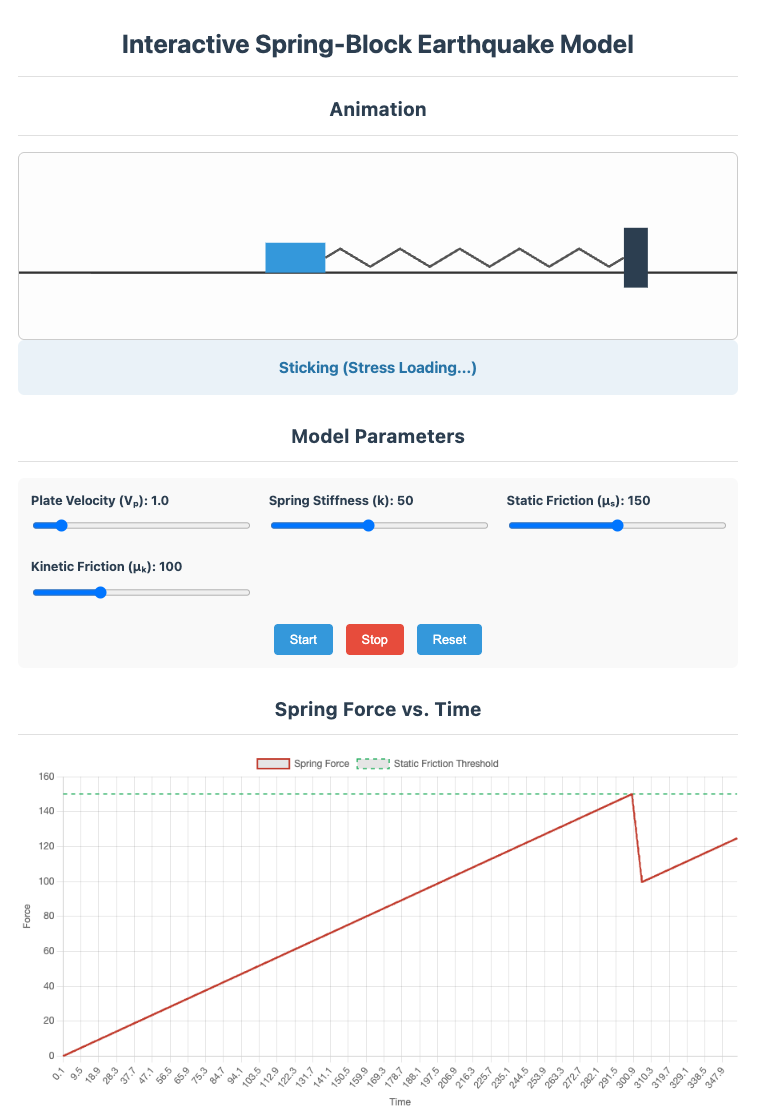 Interactive Spring-Block Earthquake Model
Animation
Sticking (Stress Loading...)
Model Parameters
Plate Velocity (Vₚ): 1.0 Spring Stiffness (k): 50 Static Friction (μₛ): 150
Kinetic Friction (μₖ): 100
Start Stop Reset
Spring Force vs. Time
Spring Force Static Friction Threshold
160
140
120
100
80
60
40
20
0
Force
0.1 9.5 18.9 28.3 37.7 47.1 56.5 65.9 75.3 84.7 94.1 103.5 112.9 122.3 131.7 141.1 150.5 159.9 169.3 178.7 188.1 197.5 206.9 216.3 225.7 235.1 244.5 253.9 263.3 272.7 282.1 291.5 300.9 310.3 319.7 329.1 338.5 347.9
Time